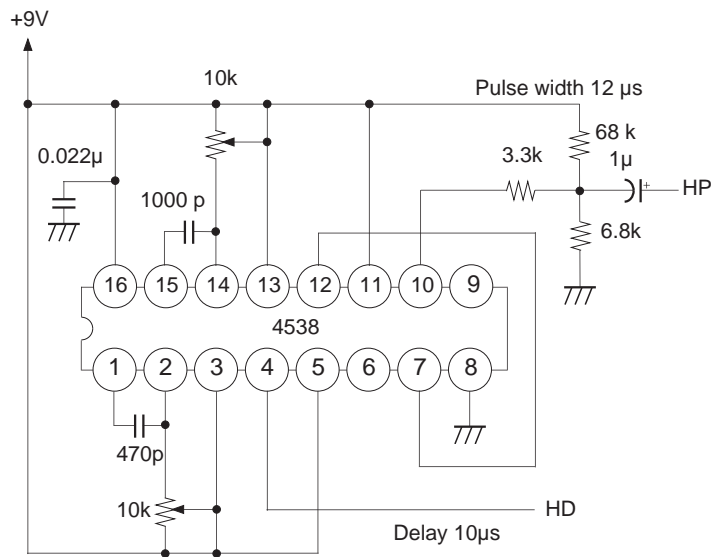 +9V
10k
Pulse width 12 μs
68 k
3.3k
1μ
+
HP
0.022μ
1000 p
6.8k
16 15 14 13 12 11 10 9
4538
1 2 3 4 5 6 7 8
470p
10k
HD
Delay 10μs